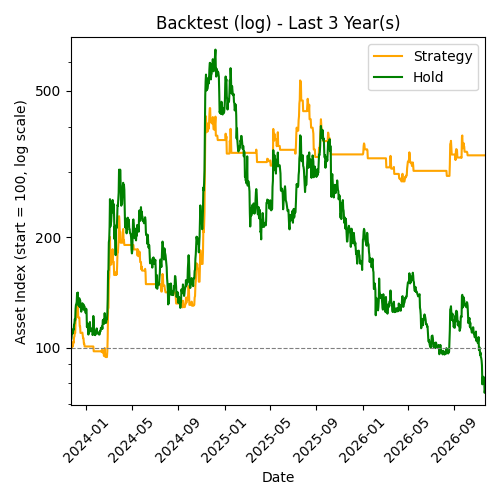 Backtest (log) - Last 3 Year(s)
Strategy
Hold
Asset Index (start = 100, log scale)
500
200
100
2024-01
2024-05
2024-09
2025-01
2025-05
2025-09
2026-01
2026-05
2026-09
Date